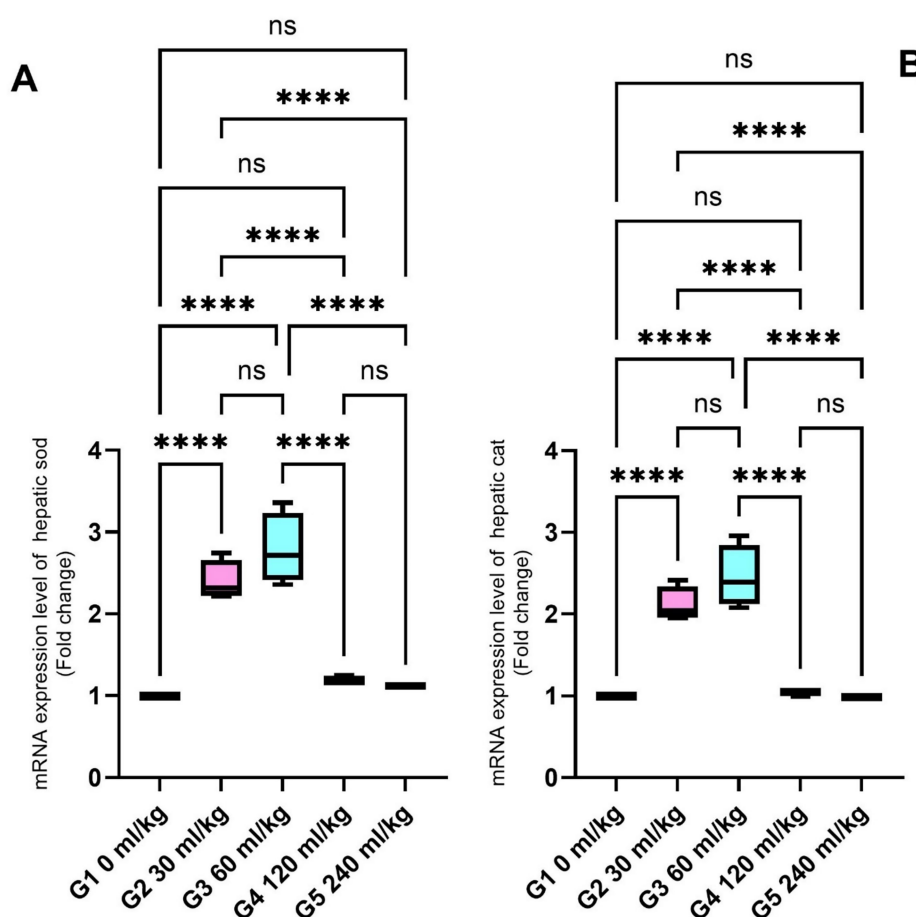 A
ns
****
ns
****
**** ****
ns ns
**** ****
mRNA expression level of hepatic sod
(Fold change)
4
3
2
1
0
G1 0 ml/kg
G2 30 ml/kg
G3 60 ml/kg
G4 120 ml/kg
G5 240 ml/kg
B
ns
****
ns
****
**** ****
ns ns
**** ****
mRNA expression level of hepatic cat
(Fold change)
4
3
2
1
0
G1 0 ml/kg
G2 30 ml/kg
G3 60 ml/kg
G4 120 ml/kg
G5 240 ml/kg